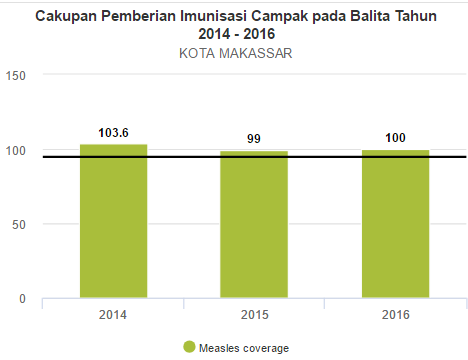 Cakupan Pemberian Imunisasi Campak pada Balita Tahun
2014 - 2016
KOTA MAKASSAR
150
103.6
99
100
100
50
0
2014
2015
2016
Measles coverage